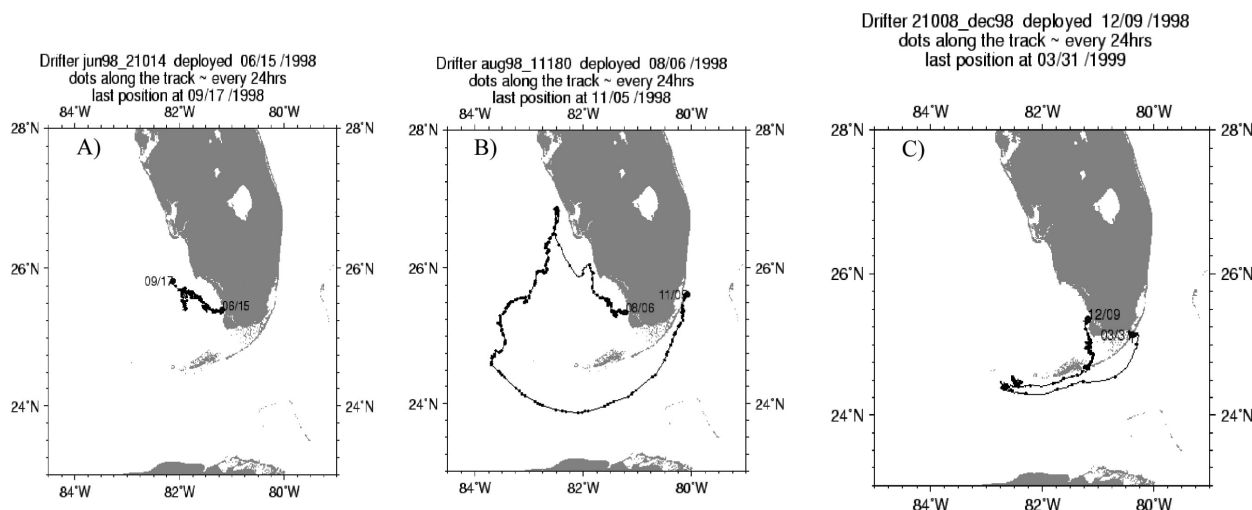 Drifter jun98_21014 deployed 06/15 /1998
dots along the track ~ every 24hrs
last position at 09/17 /1998
84°W 82°W 80°W
28°N 28°N
A)
26°N 26°N
09/17
06/15
24°N 24°N
84°W 82°W 80°W
Drifter aug98_11180 deployed 08/06 /1998
dots along the track ~ every 24hrs
last position at 11/05 /1998
84°W 82°W 80°W
28°N 28°N
B)
26°N 26°N
11/05
08/06
24°N 24°N
84°W 82°W 80°W
Drifter 21008_dec98 deployed 12/09 /1998
dots along the track ~ every 24hrs
last position at 03/31 /1999
84°W 82°W 80°W
28°N 28°N
C)
26°N 26°N
12/09
03/31
24°N 24°N
84°W 82°W 80°W